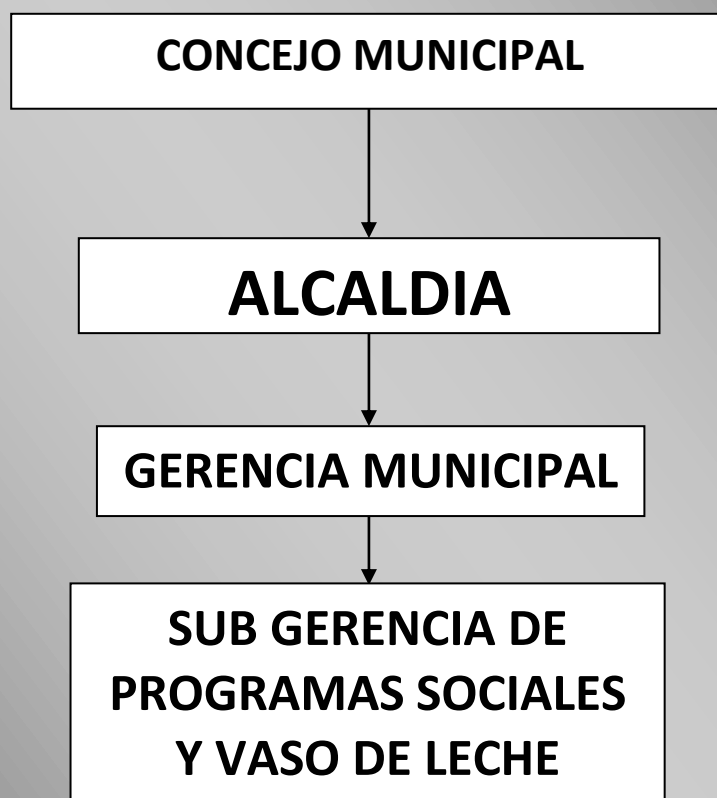 CONCEJO MUNICIPAL
ALCALDIA
GERENCIA MUNICIPAL
SUB GERENCIA DE
PROGRAMAS SOCIALES
Y VASO DE LECHE